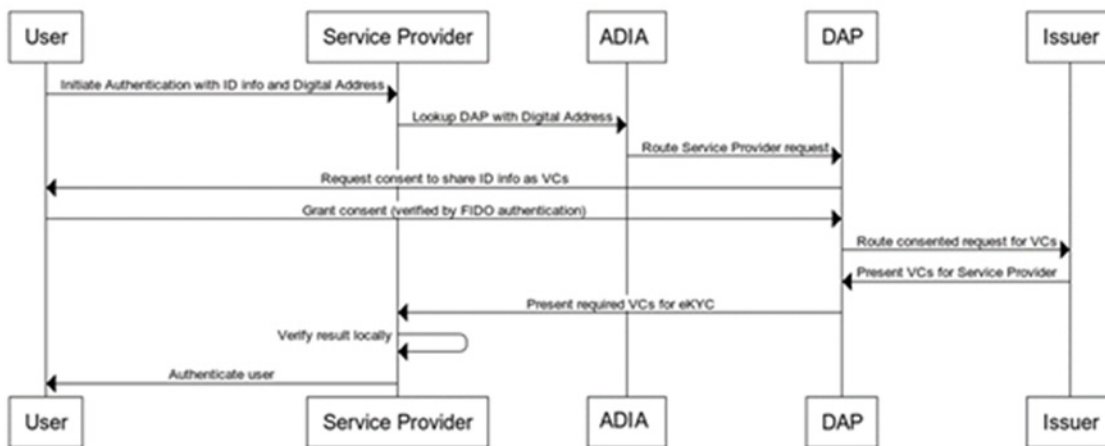 User
Service Provider
ADIA
DAP
Issuer
Initiate Authentication with ID info and Digital Address
Lookup DAP with Digital Address
Route Service Provider request
Request consent to share ID info as VCs
Grant consent (verified by FIDO authentication)
Route consented request for VCs
Present VCs for Service Provider
Present required VCs for eKYC
Verify result locally
Authenticate user
User
Service Provider
ADIA
DAP
Issuer